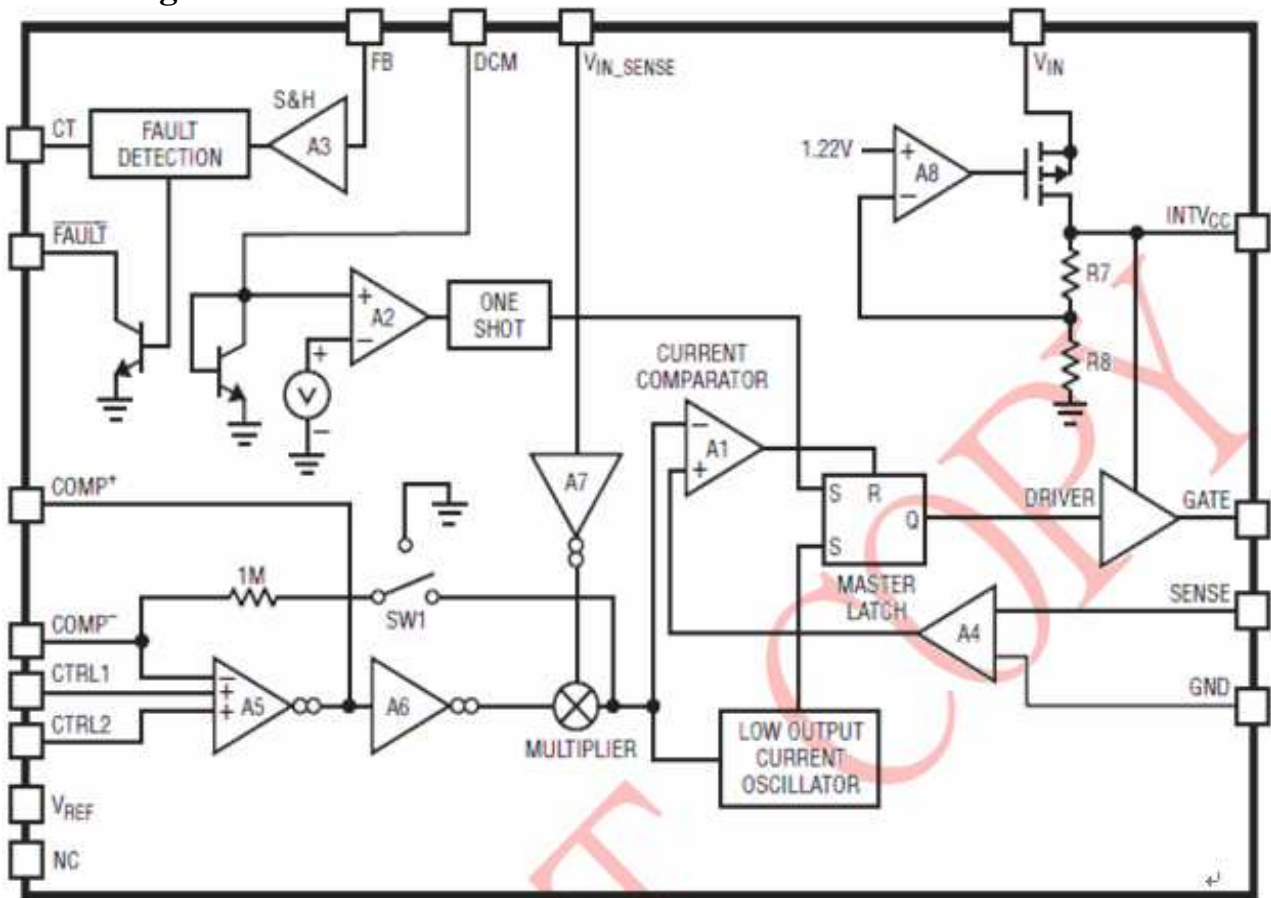 FB
DCM
VIN_SENSE
VIN
S&H
CT
FAULT
DETECTION
A3
1.22V
+
A8
−
FAULT
INTVCC
R7
+
A2
−
ONE
SHOT
+
V
−
CURRENT
COMPARATOR
R8
−
A1
+
COMP+
A7
S R
Q
S
DRIVER
GATE
1M
SW1
MASTER
LATCH
SENSE
COMP−
A4
CTRL1
−
+
+
A5
A6
GND
CTRL2
MULTIPLIER
LOW OUTPUT
CURRENT
OSCILLATOR
VREF
NC
T COPY